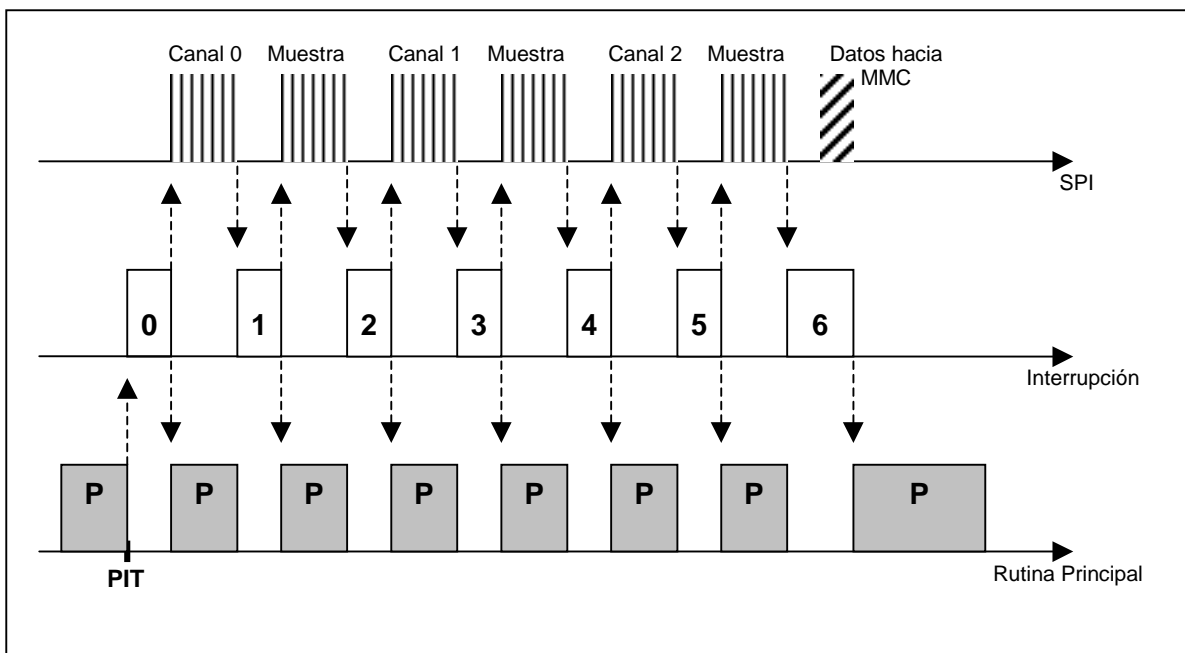 Canal 0 Muestra Canal 1 Muestra Canal 2 Muestra Datos hacia
MMC
SPI
0 1 2 3 4 5 6
Interrupción
P P P P P P P P
PIT
Rutina Principal